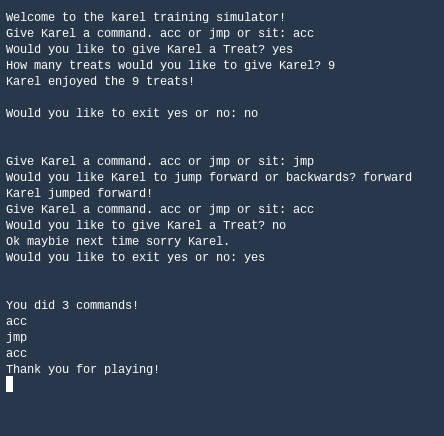 Welcome to the karel training simulator!
Give Karel a command. acc or jmp or sit: acc
Would you like to give Karel a Treat? yes
How many treats would you like to give Karel? 9
Karel enjoyed the 9 treats!
Would you like to exit yes or no: no
Give Karel a command. acc or jmp or sit: jmp
Would you like Karel to jump forward or backwards? forward
Karel jumped forward!
Give Karel a command. acc or jmp or sit: acc
Would you like to give Karel a Treat? no
Ok maybie next time sorry Karel.
Would you like to exit yes or no: yes
You did 3 commands!
acc
jmp
acc
Thank you for playing!